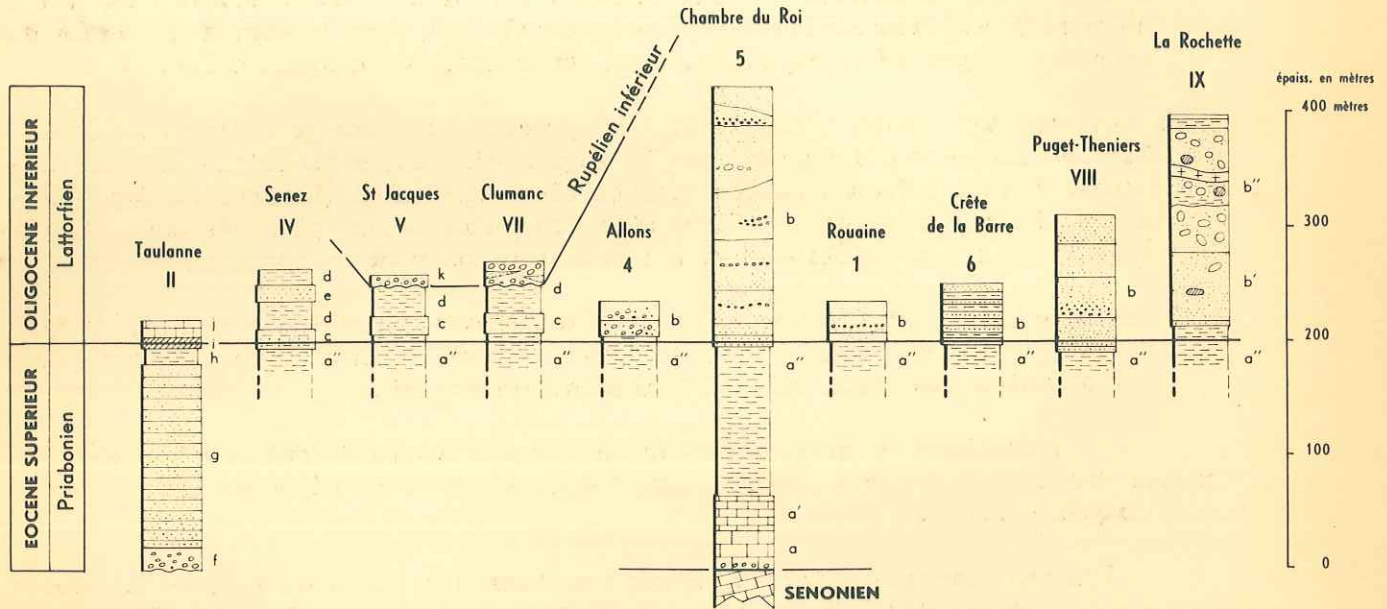 Chambre du Roi
5
La Rochette
IX
épaiss. en mètres
400 mètres
300
200
100
0
OLIGOCENE INFERIEUR
Lattorfien
EOCENE SUPERIEUR
Priabonien
Rupélien inférieur
Taulanne
II
j
i
h
g
f
Senez
IV
d
e
d
c
a''
St Jacques
V
k
d
c
a''
Clumanc
VII
d
c
a''
Allons
4
b
a''
b
a''
a'
a
SENONIEN
Rouaine
1
b
a''
Crête
de la Barre
6
b
a''
Puget-Theniers
VIII
b
a''
b''
b'
a''